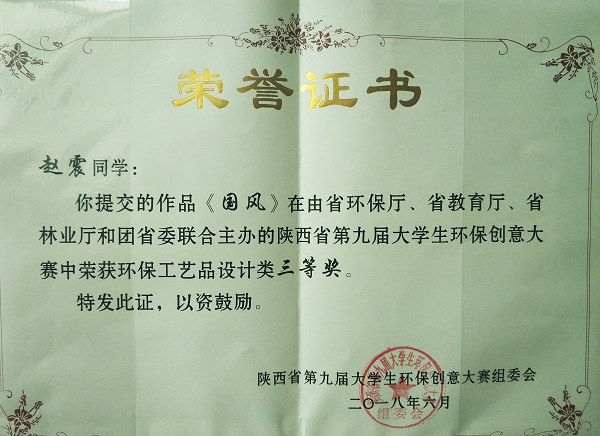 荣誉证书
赵震同学：
你提交的作品《国风》在由省环保厅、省教育厅、省
林业厅和团省委联合主办的陕西省第九届大学生环保创意大
赛中荣获环保工艺品设计类三等奖。
特发此证，以资鼓励。
陕西省第九届大学生环保创意大赛组委会
二〇一八年六月
组委会